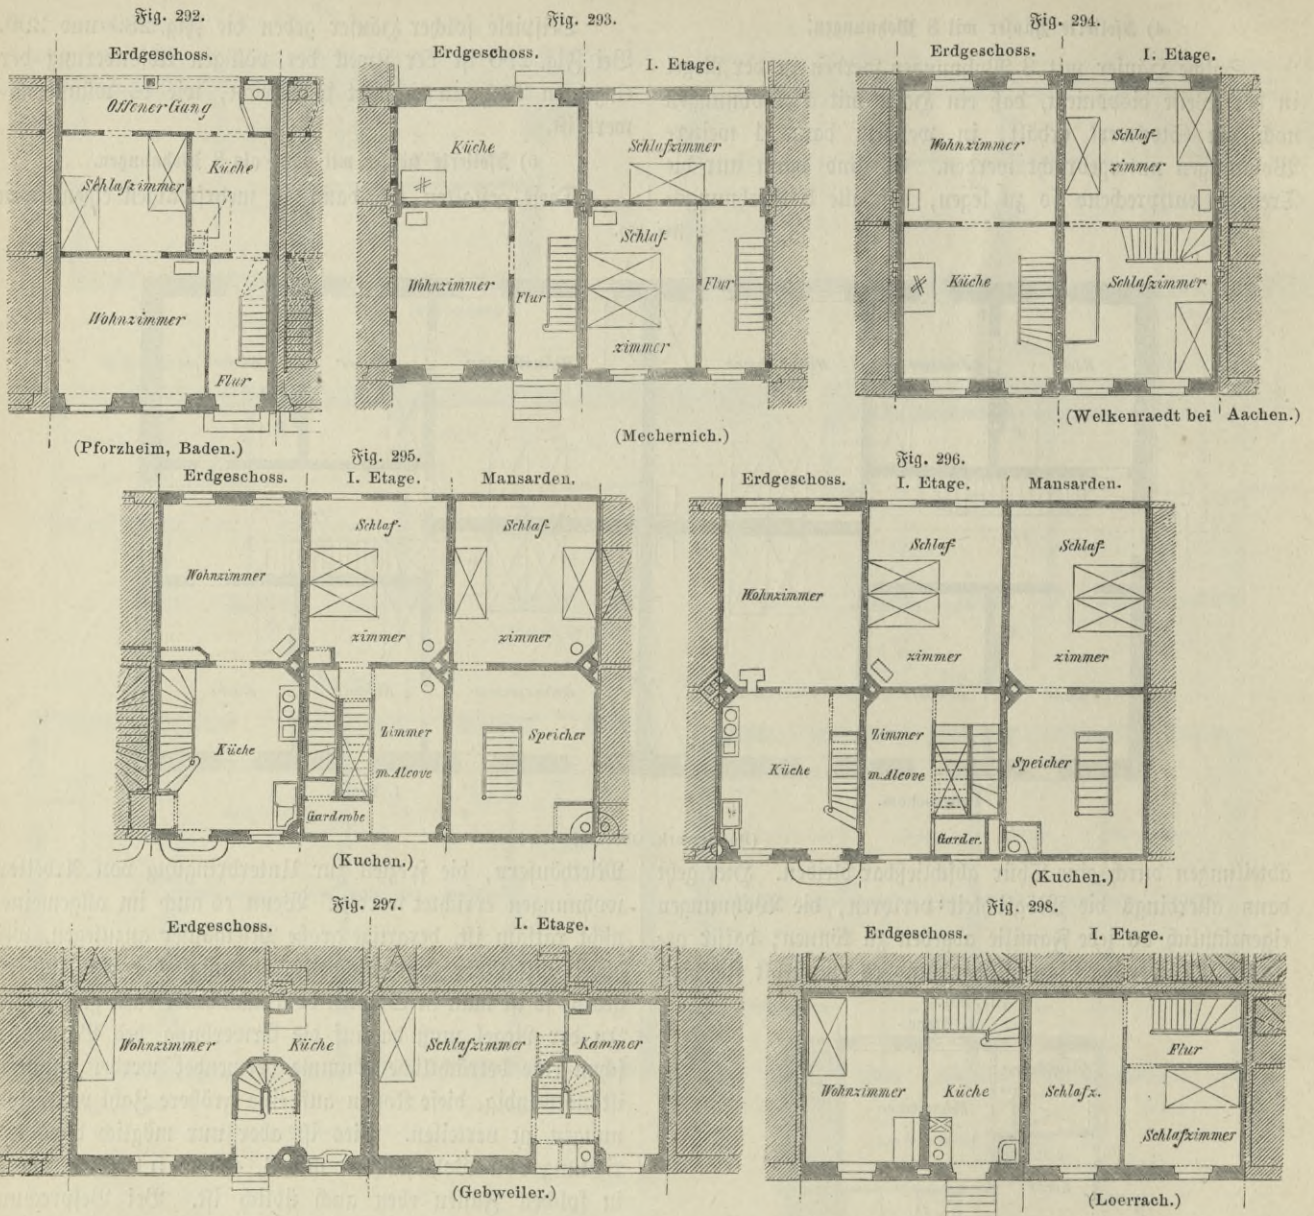 Fig. 292.
Erdgeschoss.
Offener Gang
Schlafzimmer
Küche
Wohnzimmer
Flur
(Pforzheim, Baden.)
Fig. 293.
Erdgeschoss.
I. Etage.
Küche
Schlafzimmer
Wohnzimmer
Flur
Schlaf-
zimmer
Flur
(Mechernich.)
Fig. 294.
Erdgeschoss.
I. Etage.
Wohnzimmer
Schlaf-
zimmer
Küche
Schlafzimmer
(Welkenraedt bei Aachen.)
Fig. 295.
Erdgeschoss.
I. Etage.
Mansarden.
Wohnzimmer
Schlaf-
zimmer
Schlaf-
zimmer
Küche
Zimmer
m. Alcove
Garderobe
Speicher
(Kuchen.)
Fig. 296.
Erdgeschoss.
I. Etage.
Mansarden.
Wohnzimmer
Schlaf-
zimmer
Schlaf-
zimmer
Küche
Zimmer
m. Alcove
Garder.
Speicher
(Kuchen.)
Fig. 297.
Erdgeschoss.
I. Etage.
Wohnzimmer
Küche
Schlafzimmer
Kammer
(Gebweiler.)
Fig. 298.
Erdgeschoss.
I. Etage.
Wohnzimmer
Küche
Schlafz.
Flur
Schlafzimmer
(Loerrach.)